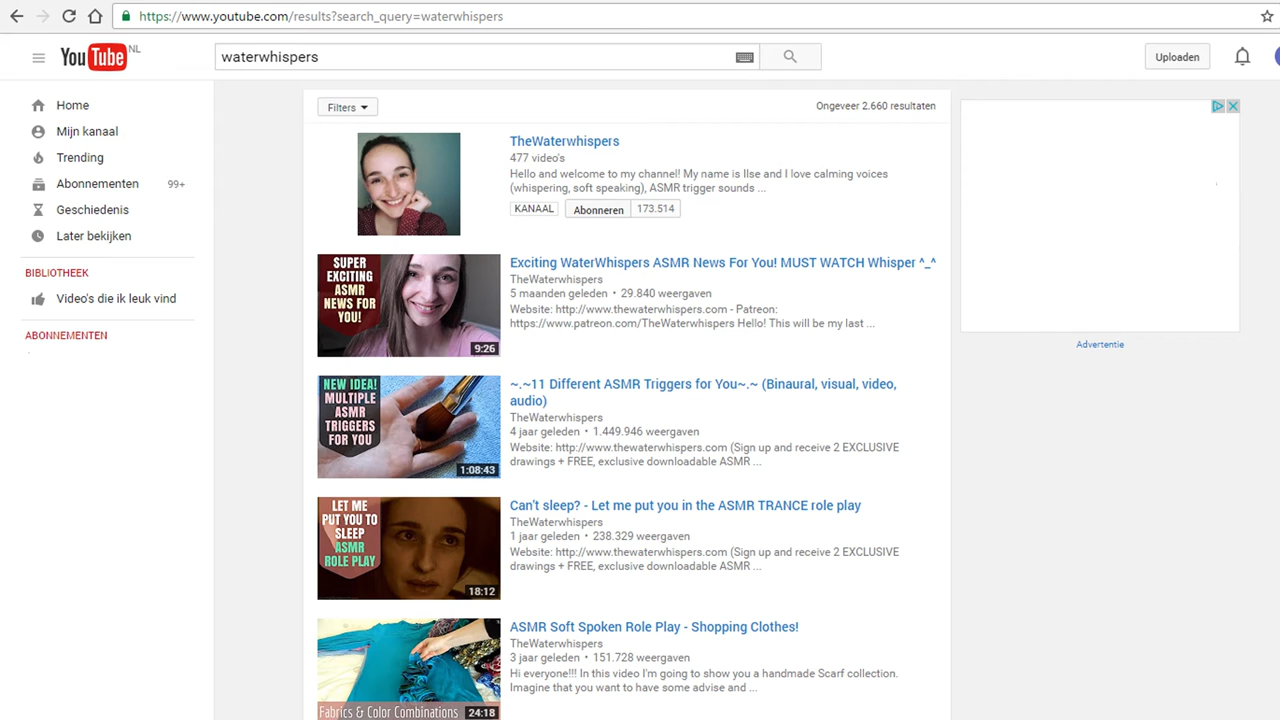 https://www.youtube.com/results?search_query=waterwhispers
YouTube NL
waterwhispers
Uploaden
Home
Mijn kanaal
Trending
Abonnementen 99+
Geschiedenis
Later bekijken
BIBLIOTHEEK
Video's die ik leuk vind
ABONNEMENTEN
Filters
Ongeveer 2.660 resultaten
TheWaterwhispers
477 video's
Hello and welcome to my channel! My name is Ilse and I love calming voices
(whispering, soft speaking), ASMR trigger sounds ...
KANAAL Abonneren 173.514
SUPER
EXCITING
ASMR
NEWS FOR
YOU!
9:26
Exciting WaterWhispers ASMR News For You! MUST WATCH Whisper ^_^
TheWaterwhispers
5 maanden geleden • 29.840 weergaven
Website: http://www.thewaterwhispers.com - Patreon:
https://www.patreon.com/TheWaterwhispers Hello! This will be my last ...
NEW IDEA!
MULTIPLE
ASMR
TRIGGERS
FOR YOU
1:08:43
~.~11 Different ASMR Triggers for You~.~ (Binaural, visual, video,
audio)
TheWaterwhispers
4 jaar geleden • 1.449.946 weergaven
Website: http://www.thewaterwhispers.com (Sign up and receive 2 EXCLUSIVE
drawings + FREE, exclusive downloadable ASMR ...
LET ME
PUT YOU TO
SLEEP
ASMR
ROLE PLAY
18:12
Can't sleep? - Let me put you in the ASMR TRANCE role play
TheWaterwhispers
1 jaar geleden • 238.329 weergaven
Website: http://www.thewaterwhispers.com (Sign up and receive 2 EXCLUSIVE
drawings + FREE, exclusive downloadable ASMR ...
Fabrics & Color Combinations
24:18
ASMR Soft Spoken Role Play - Shopping Clothes!
TheWaterwhispers
3 jaar geleden • 151.728 weergaven
Hi everyone!!! In this video I'm going to show you a handmade Scarf collection.
Imagine that you want to have some advise and ...
Advertentie